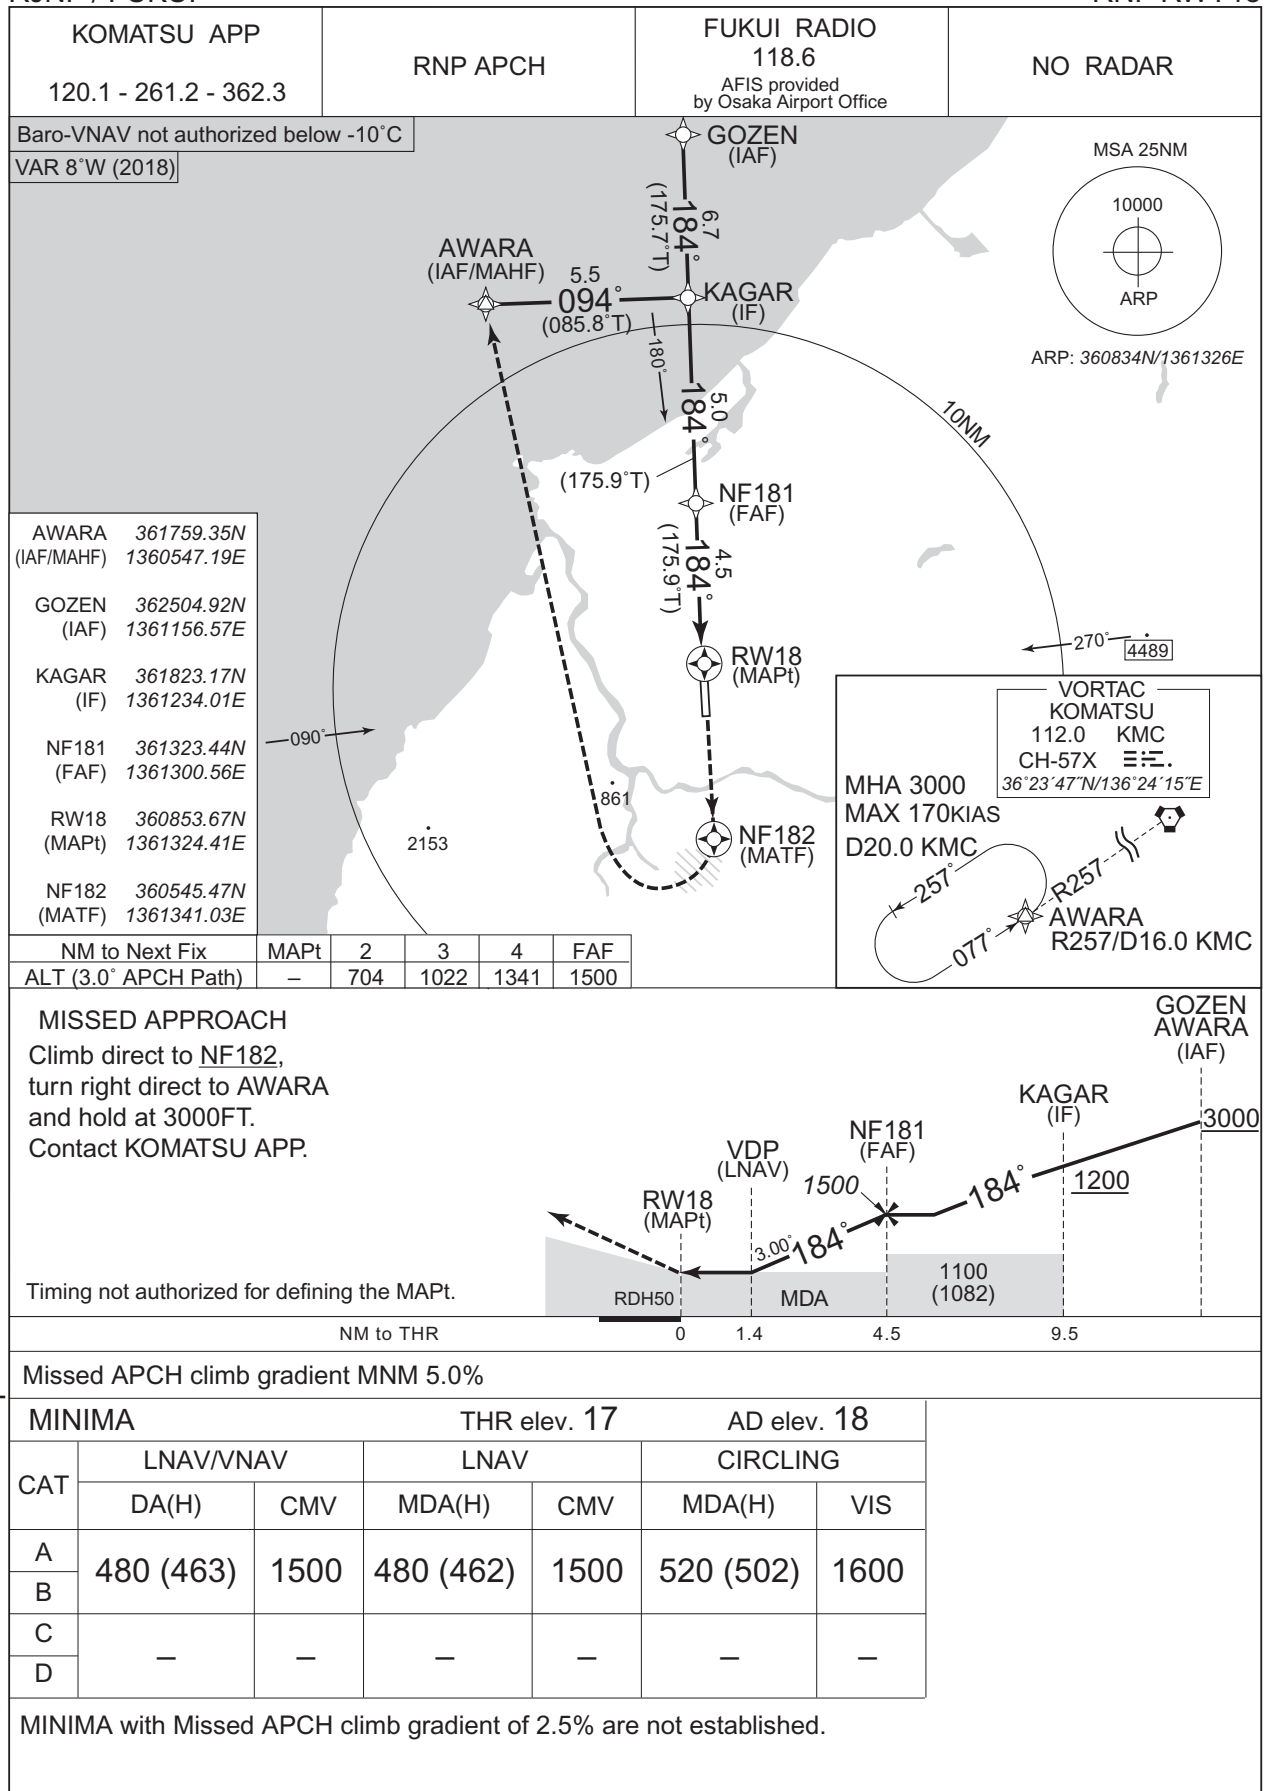 KOMATSU APP
120.1 - 261.2 - 362.3
RNP APCH
FUKUI RADIO
118.6
AFIS provided
by Osaka Airport Office
NO RADAR
Baro-VNAV not authorized below -10˚C
VAR 8˚W (2018)
GOZEN
(IAF)
6.7
184˚
(175.7˚T)
AWARA
(IAF/MAHF)
5.5
094˚
(085.8˚T)
KAGAR
(IF)
180˚
5.0
184˚
(175.9˚T)
NF181
(FAF)
4.5
184˚
(175.9˚T)
RW18
(MAPt)
NF182
(MATF)
10NM
MSA 25NM
10000
ARP
ARP: 360834N/1361326E
270˚
4489
090˚
861
2153
AWARA 361759.35N
(IAF/MAHF) 1360547.19E
GOZEN 362504.92N
(IAF) 1361156.57E
KAGAR 361823.17N
(IF) 1361234.01E
NF181 361323.44N
(FAF) 1361300.56E
RW18 360853.67N
(MAPt) 1361324.41E
NF182 360545.47N
(MATF) 1361341.03E
VORTAC
KOMATSU
112.0 KMC
CH-57X
36˚23´47˝N/136˚24´15˝E
MHA 3000
MAX 170KIAS
D20.0 KMC
257˚
077˚
R257
AWARA
R257/D16.0 KMC
NM to Next Fix MAPt 2 3 4 FAF
ALT (3.0˚ APCH Path) – 704 1022 1341 1500
MISSED APPROACH
Climb direct to NF182,
turn right direct to AWARA
and hold at 3000FT.
Contact KOMATSU APP.
Timing not authorized for defining the MAPt.
GOZEN
AWARA
(IAF)
3000
KAGAR
(IF)
1200
184˚
NF181
(FAF)
1500
VDP
(LNAV)
3.00˚
184˚
RW18
(MAPt)
RDH50
MDA
1100
(1082)
NM to THR 0 1.4 4.5 9.5
Missed APCH climb gradient MNM 5.0%
MINIMA THR elev. 17 AD elev. 18
CAT LNAV/VNAV LNAV CIRCLING
DA(H) CMV MDA(H) CMV MDA(H) VIS
A
B
480 (463) 1500 480 (462) 1500 520 (502) 1600
C
D
– – – – – –
MINIMA with Missed APCH climb gradient of 2.5% are not established.